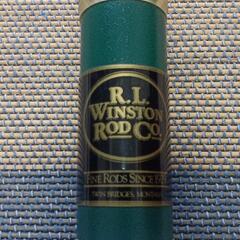 R.L.
WINSTON
ROD CO.
FINE RODS SINCE
TWIN BRIDGES, MONTANA